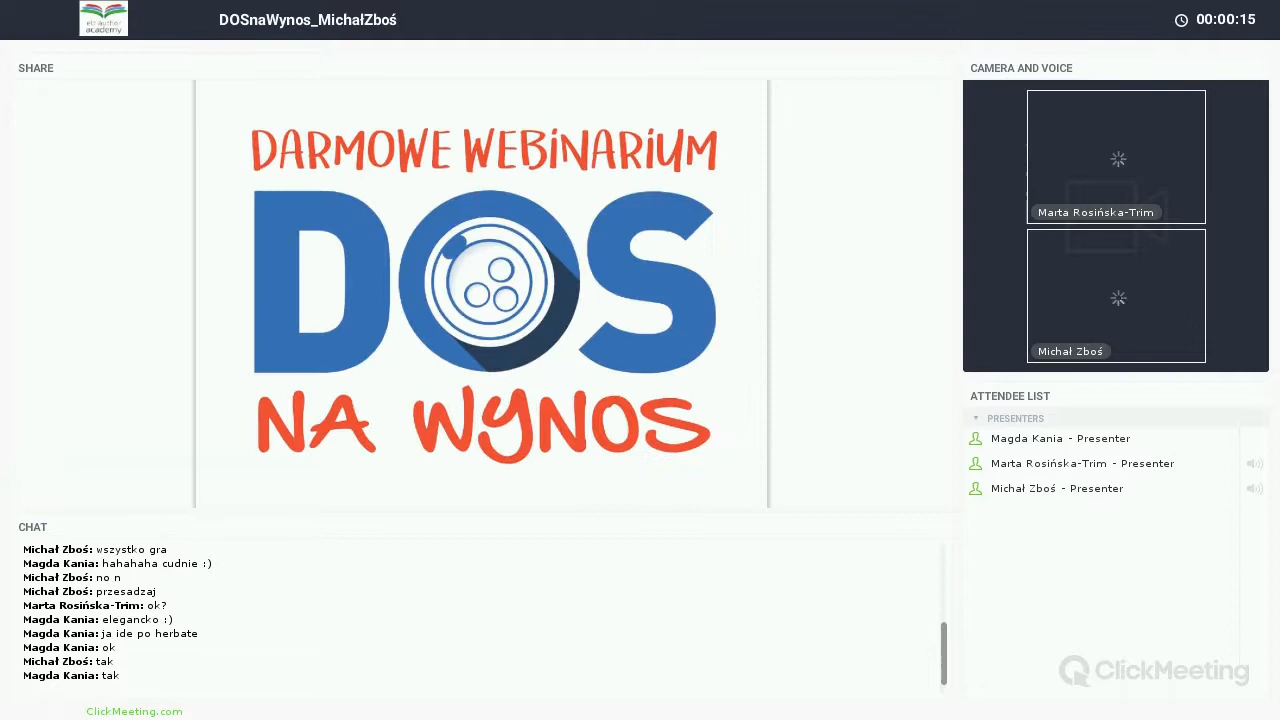 elt author
academy
DOSnaWynos_MichałZboś
00:00:15
SHARE
DARMOWE WEBiNARiUM
DOS
NA WYNOS
CAMERA AND VOICE
Marta Rosińska-Trim
Michał Zboś
ATTENDEE LIST
PRESENTERS
Magda Kania - Presenter
Marta Rosińska-Trim - Presenter
Michał Zboś - Presenter
CHAT
Michał Zboś: wszystko gra
Magda Kania: hahahaha cudnie :)
Michał Zboś: no n
Michał Zboś: przesadzaj
Marta Rosińska-Trim: ok?
Magda Kania: elegancko :)
Magda Kania: ja ide po herbate
Magda Kania: ok
Michał Zboś: tak
Magda Kania: tak
ClickMeeting
ClickMeeting.com